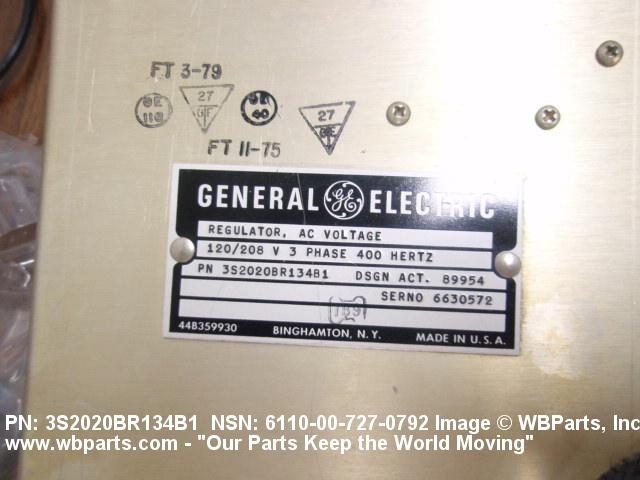 FT 3-79
GE
118
27
GE
40
27
FT 11-75
GENERAL GE ELECTRIC
REGULATOR, AC VOLTAGE
120/208 V 3 PHASE 400 HERTZ
PN 3S2020BR134B1 DSGN ACT. 89954
SERNO 6630572
44B359930 BINGHAMTON, N.Y. MADE IN U.S.A.
PN: 3S2020BR134B1 NSN: 6110-00-727-0792 Image © WBParts, Inc
www.wbparts.com - "Our Parts Keep the World Moving"